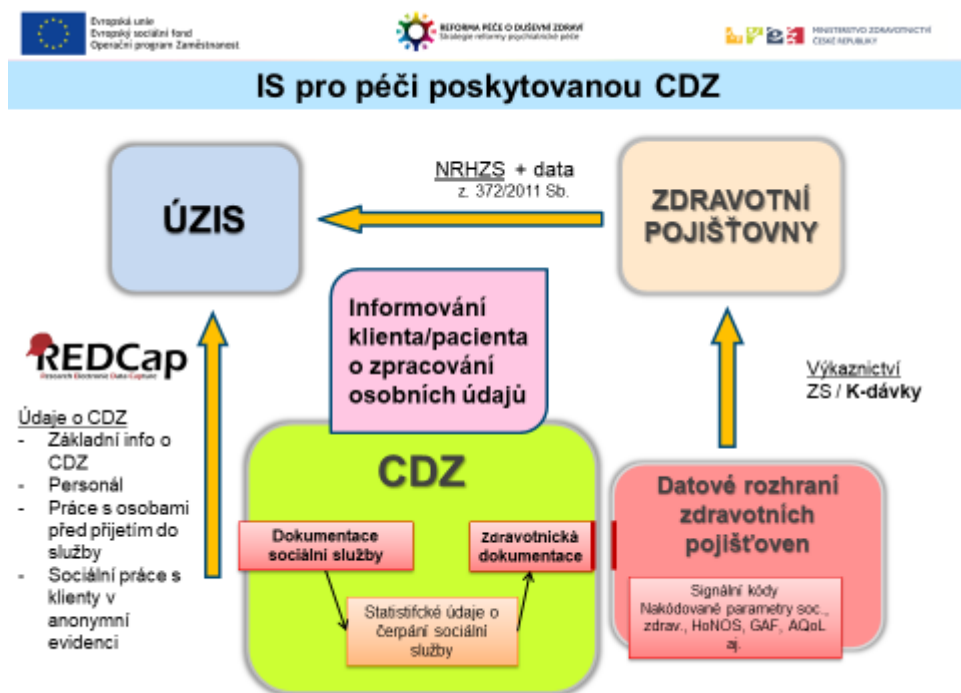 Evropská unie
Evropský sociální fond
Operační program Zaměstnanost
REFORMA PÉČE O DUŠEVNÍ ZDRAVÍ
Strategie reformy psychiatrické péče
MINISTERSTVO ZDRAVOTNICTVÍ
ČESKÉ REPUBLIKY
IS pro péči poskytovanou CDZ
ÚZIS
NRHZS + data
z. 372/2011 Sb.
ZDRAVOTNÍ
POJIŠŤOVNY
Informování
klienta/pacienta
o zpracování
osobních údajů
REDCap
Research Electronic Data Capture
Údaje o CDZ
- Základní info o
CDZ
- Personál
- Práce s osobami
před přijetím do
služby
- Sociální práce s
klienty v
anonymní
evidenci
Výkaznictví
ZS / K-dávky
CDZ
Dokumentace
sociální služby
Zdravotnická
dokumentace
Statistifcké údaje o
čerpání sociální
služby
Datové rozhraní
zdravotních
pojišťoven
Signální kódy
Nakódované parametry soc.,
zdrav., HoNOS, GAF, AQoL
aj.